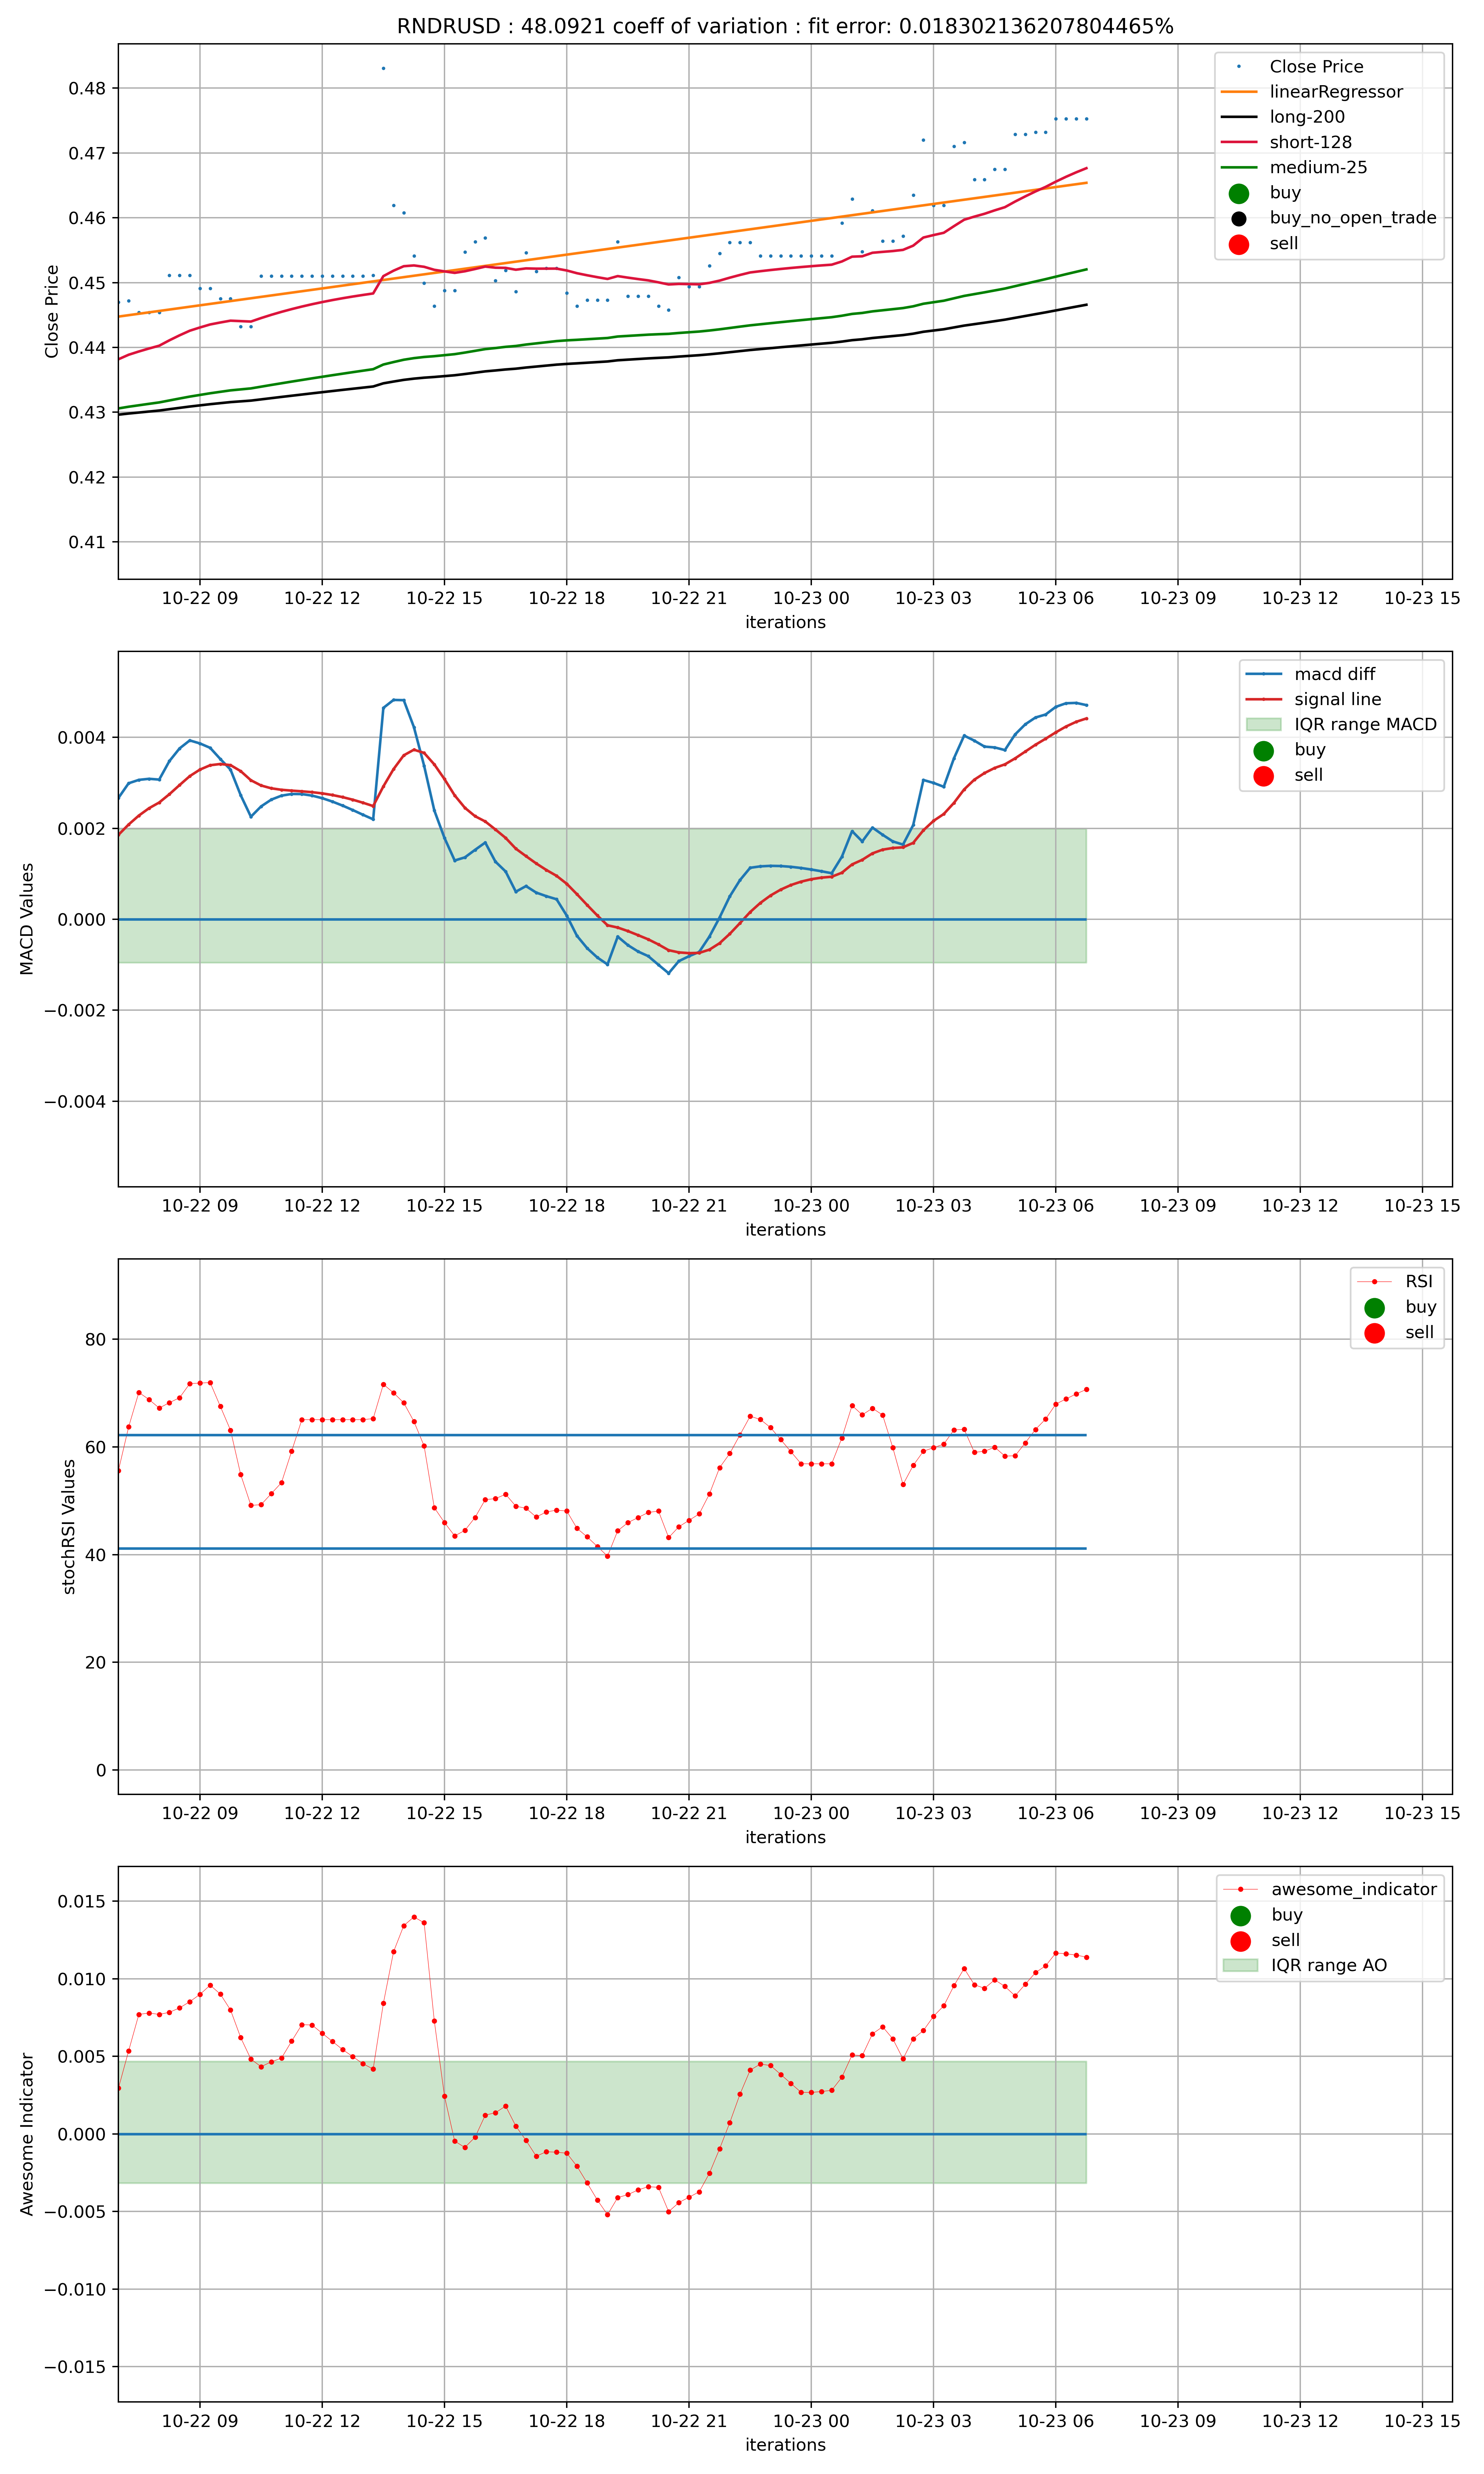 RNDRUSD : 48.0921 coeff of variation : fit error: 0.018302136207804465%
Close Price
0.48
0.47
0.46
0.45
0.44
0.43
0.42
0.41
Close Price
linearRegressor
long-200
short-128
medium-25
buy
buy_no_open_trade
sell
10-22 09 10-22 12 10-22 15 10-22 18 10-22 21 10-23 00 10-23 03 10-23 06 10-23 09 10-23 12 10-23 15
iterations
MACD Values
0.004
0.002
0.000
−0.002
−0.004
macd diff
signal line
IQR range MACD
buy
sell
10-22 09 10-22 12 10-22 15 10-22 18 10-22 21 10-23 00 10-23 03 10-23 06 10-23 09 10-23 12 10-23 15
iterations
stochRSI Values
80
60
40
20
0
RSI
buy
sell
10-22 09 10-22 12 10-22 15 10-22 18 10-22 21 10-23 00 10-23 03 10-23 06 10-23 09 10-23 12 10-23 15
iterations
Awesome Indicator
0.015
0.010
0.005
0.000
−0.005
−0.010
−0.015
awesome_indicator
buy
sell
IQR range AO
10-22 09 10-22 12 10-22 15 10-22 18 10-22 21 10-23 00 10-23 03 10-23 06 10-23 09 10-23 12 10-23 15
iterations